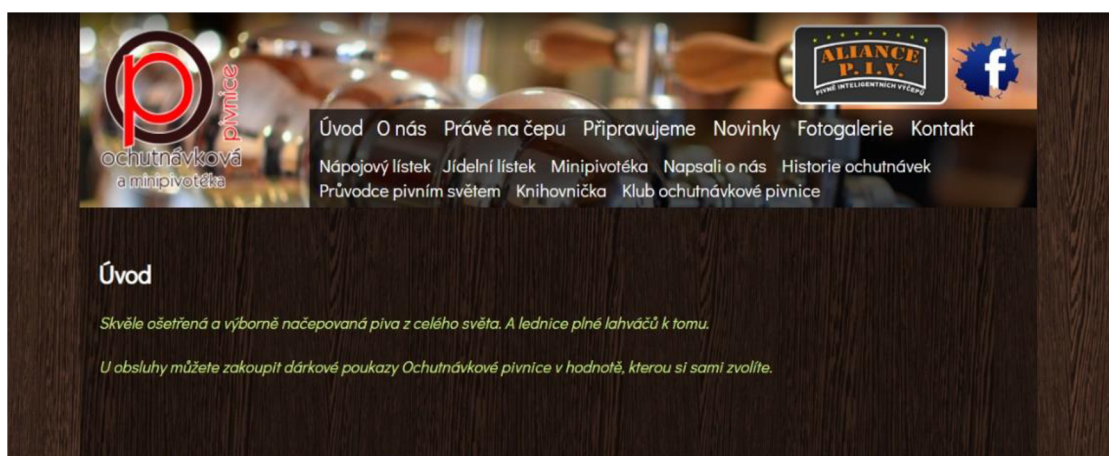 pivnice
ochutnávková
a minipivotéka
ALIANCE
P.I.V.
PIVNĚ INTELIGENTNÍCH VÝČEPŮ
f
Úvod O nás Právě na čepu Připravujeme Novinky Fotogalerie Kontakt
Nápojový lístek Jídelní lístek Minipivotéka Napsali o nás Historie ochutnávek
Průvodce pivním světem Knihovnička Klub ochutnávkové pivnice
Úvod
Skvěle ošetřená a výborně načepovaná piva z celého světa. A lednice plné lahváčů k tomu.
U obsluhy můžete zakoupit dárkové poukazy Ochutnávkové pivnice v hodnotě, kterou si sami zvolíte.